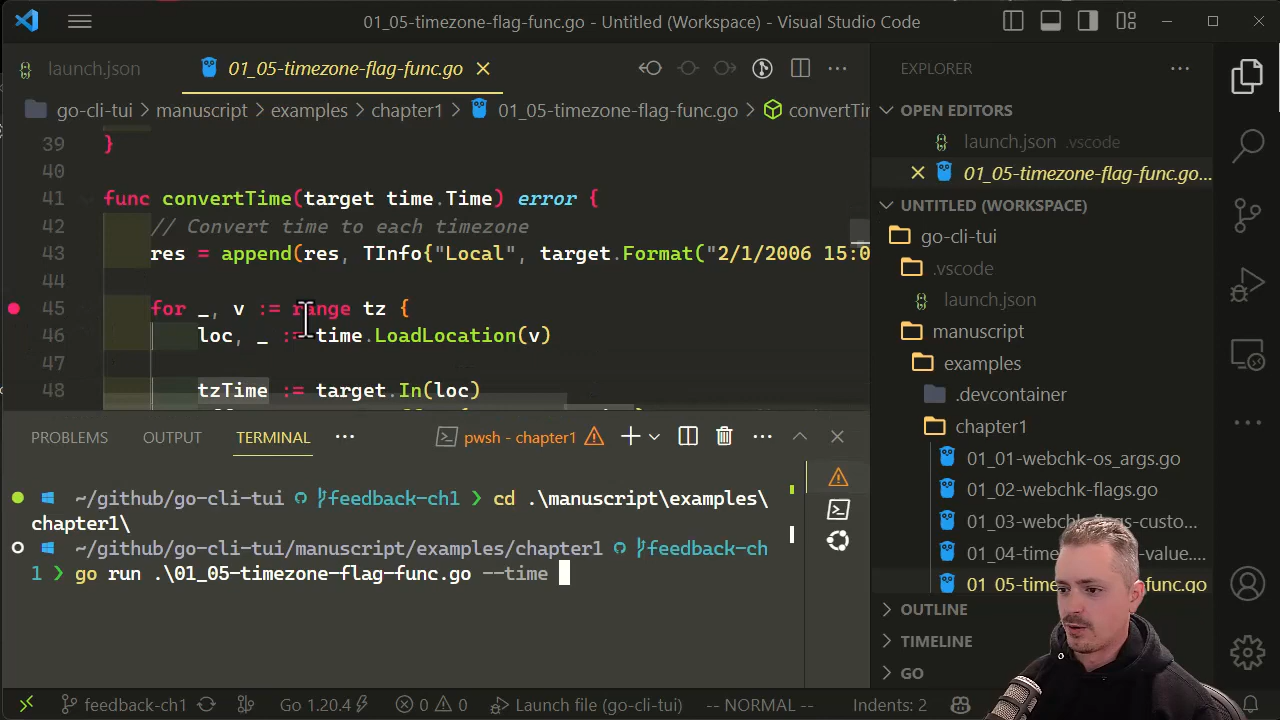 01_05-timezone-flag-func.go - Untitled (Workspace) - Visual Studio Code
launch.json
01_05-timezone-flag-func.go
go-cli-tui > manuscript > examples > chapter1 > 01_05-timezone-flag-func.go > convertTi
39 }
40
41 func convertTime(target time.Time) error {
42 // Convert time to each timezone
43 res = append(res, TInfo{"Local", target.Format("2/1/2006 15:0
44
45 for _, v := range tz {
46 loc, _ := time.LoadLocation(v)
47
48 tzTime := target.In(loc)
PROBLEMS OUTPUT TERMINAL ... pwsh - chapter1
~/github/go-cli-tui feedback-ch1 ❯ cd .\manuscript\examples\
chapter1\
~/github/go-cli-tui/manuscript/examples/chapter1 feedback-ch
1 ❯ go run .\01_05-timezone-flag-func.go --time
EXPLORER
OPEN EDITORS
launch.json .vscode
01_05-timezone-flag-func.go...
UNTITLED (WORKSPACE)
go-cli-tui
.vscode
launch.json
manuscript
examples
.devcontainer
chapter1
01_01-webchk-os_args.go
01_02-webchk-flags.go
01_03-webchk-flags-custo...
01_04-time value....
01_05-timezone nc.go
OUTLINE
TIMELINE
GO
feedback-ch1 Go 1.20.4 0 0 Launch file (go-cli-tui) -- NORMAL -- Indents: 2